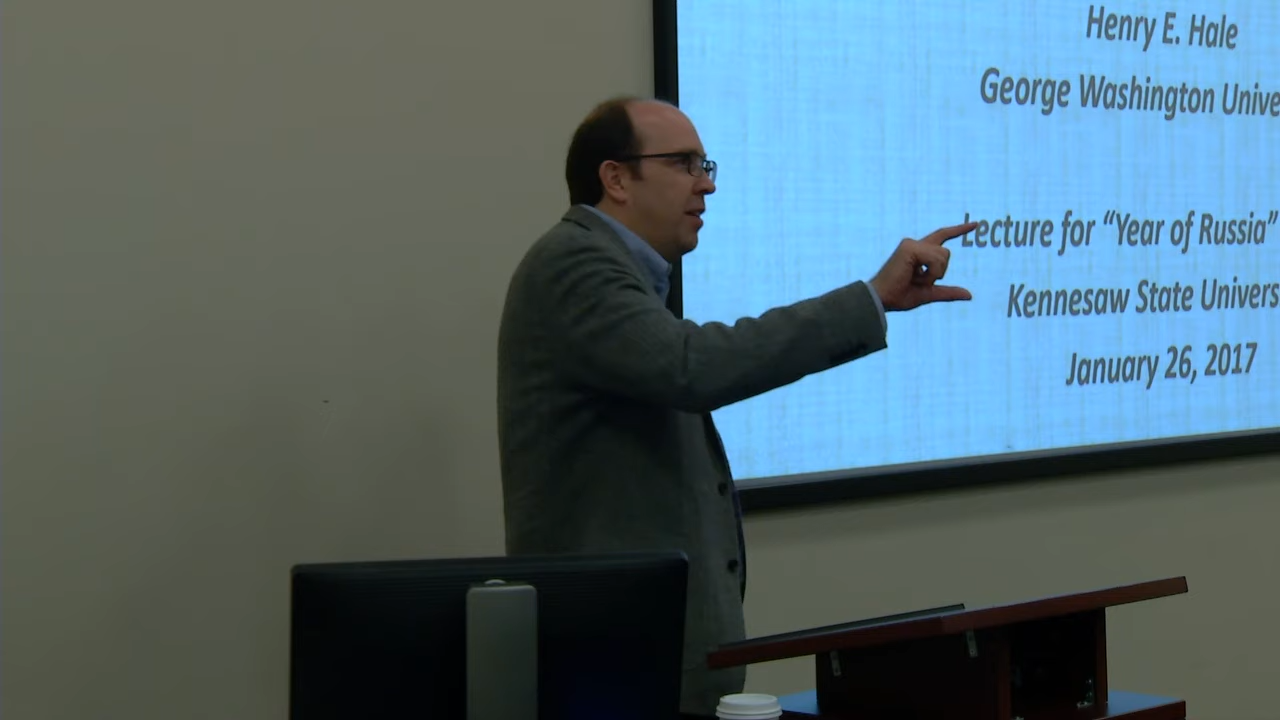 Henry E. Hale
George Washington Unive
Lecture for “Year of Russia”
Kennesaw State Univers
January 26, 2017